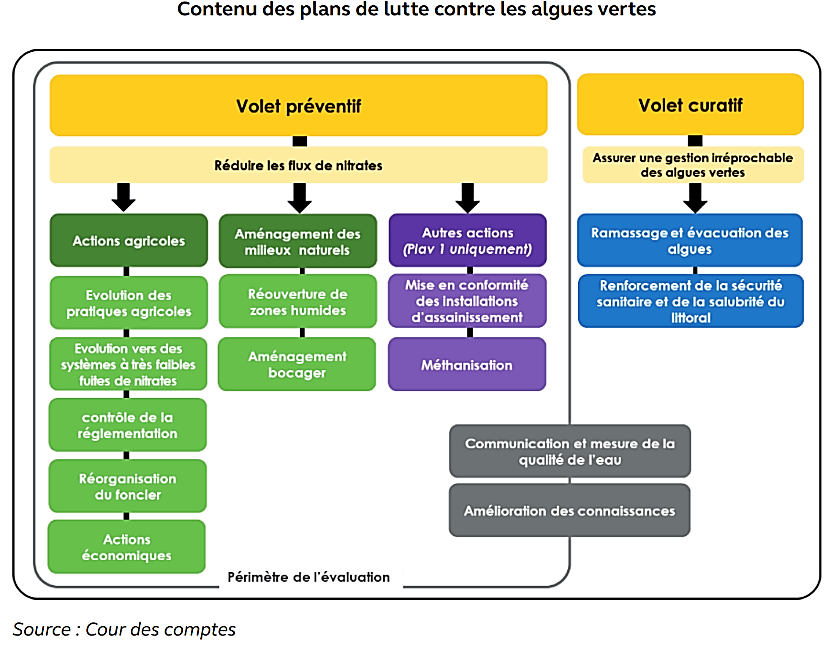 Contenu des plans de lutte contre les algues vertes
Volet préventif
Réduire les flux de nitrates
Actions agricoles
Evolution des
pratiques agricoles
Evolution vers des
systèmes à très faibles
fuites de nitrates
contrôle de la
réglementation
Réorganisation
du foncier
Actions
économiques
Aménagement des
milieux naturels
Réouverture de
zones humides
Aménagement
bocager
Autres actions
(Plav 1 uniquement)
Mise en conformité
des installations
d'assainissement
Méthanisation
Volet curatif
Assurer une gestion irréprochable
des algues vertes
Ramassage et évacuation des
algues
Renforcement de la sécurité
sanitaire et de la salubrité du
littoral
Communication et mesure de la
qualité de l'eau
Amélioration des connaissances
Périmètre de l'évaluation
Source : Cour des comptes